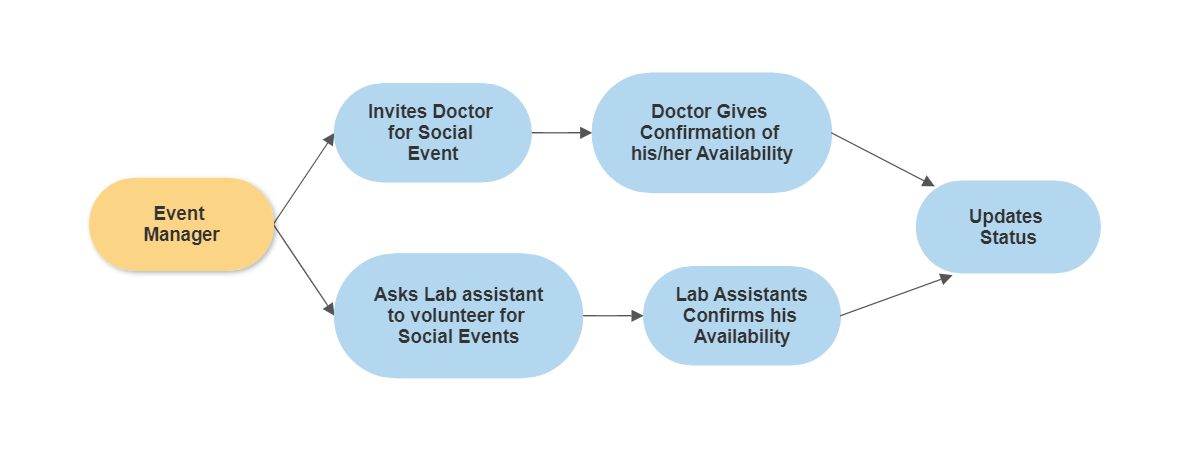 Event
Manager
Invites Doctor
for Social
Event
Doctor Gives
Confirmation of
his/her Availability
Asks Lab assistant
to volunteer for
Social Events
Lab Assistants
Confirms his
Availability
Updates
Status